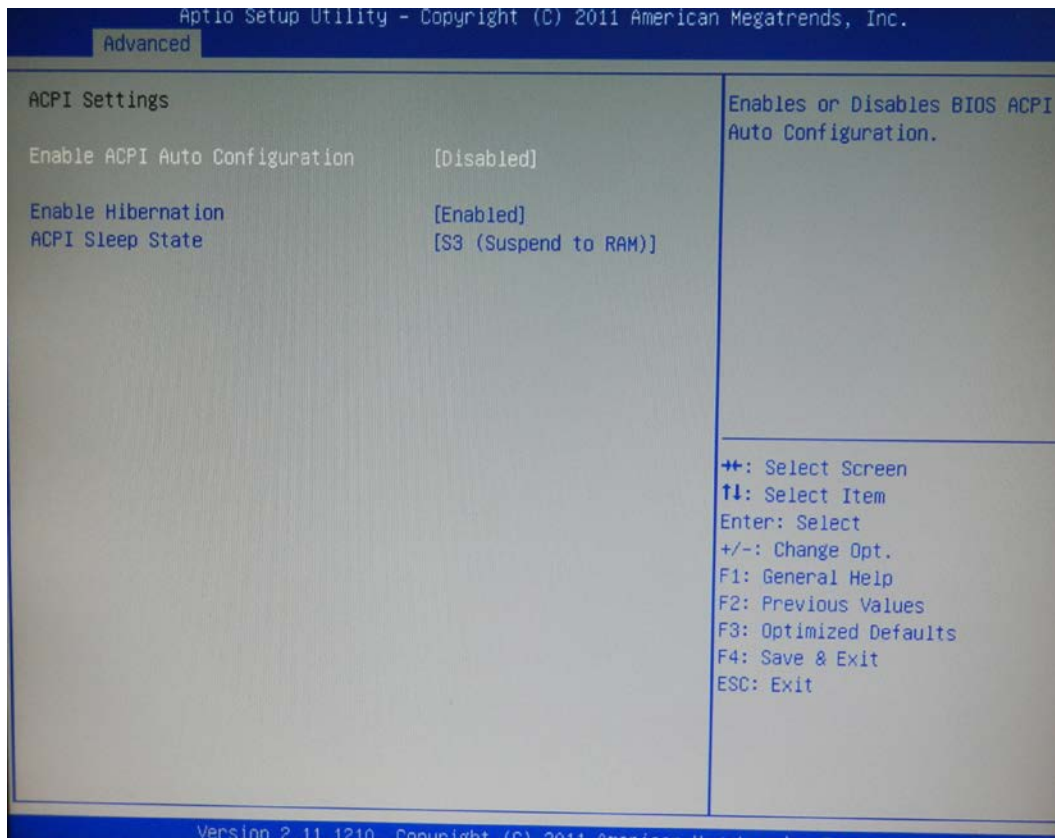 Aptio Setup Utility – Copyright (C) 2011 American Megatrends, Inc.
Advanced
ACPI Settings
Enable ACPI Auto Configuration [Disabled]
Enable Hibernation [Enabled]
ACPI Sleep State [S3 (Suspend to RAM)]
Enables or Disables BIOS ACPI
Auto Configuration.
→←: Select Screen
↑↓: Select Item
Enter: Select
+/-: Change Opt.
F1: General Help
F2: Previous Values
F3: Optimized Defaults
F4: Save & Exit
ESC: Exit
Version 2.11.1210. Copyright (C) 2011 American